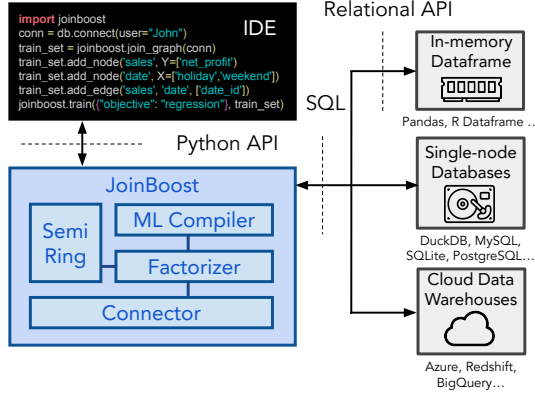 import joinboost
conn = db.connect(user="John")
train_set = joinboost.join_graph(conn)
train_set.add_node('sales', Y=['net_profit'])
train_set.add_node('date', X=['holiday','weekend'])
train_set.add_edge('sales', 'date', ['date_id'])
joinboost.train({"objective": "regression"}, train_set)
IDE
Python API
JoinBoost
Semi
Ring
ML Compiler
Factorizer
Connector
SQL
Relational API
In-memory
Dataframe
Pandas, R Dataframe ...
Single-node
Databases
DuckDB, MySQL,
SQLite, PostgreSQL...
Cloud Data
Warehouses
Azure, Redshift,
BigQuery...